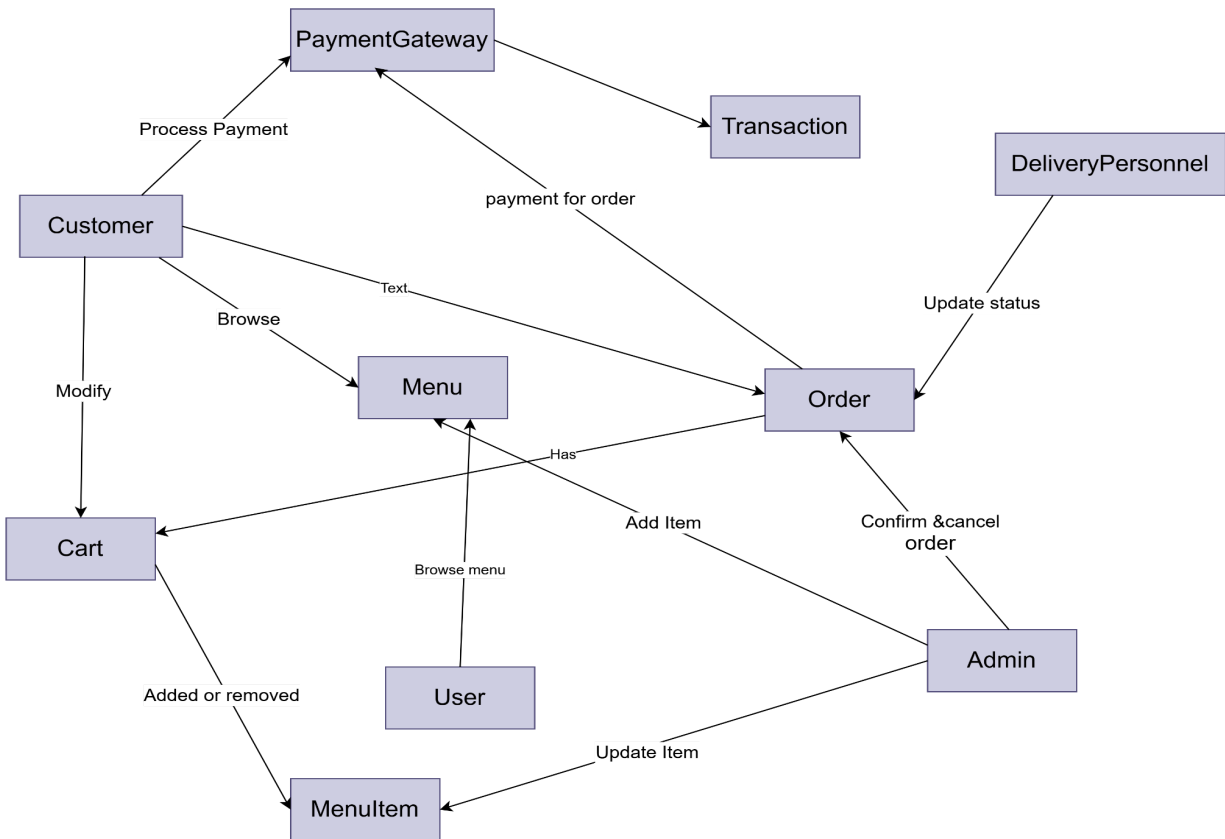 PaymentGateway
Transaction
Process Payment
DeliveryPersonnel
payment for order
Customer
Text
Update status
Browse
Menu
Modify
Order
Has
Add Item
Confirm &cancel
order
Cart
Browse menu
Admin
User
Added or removed
Update Item
MenuItem